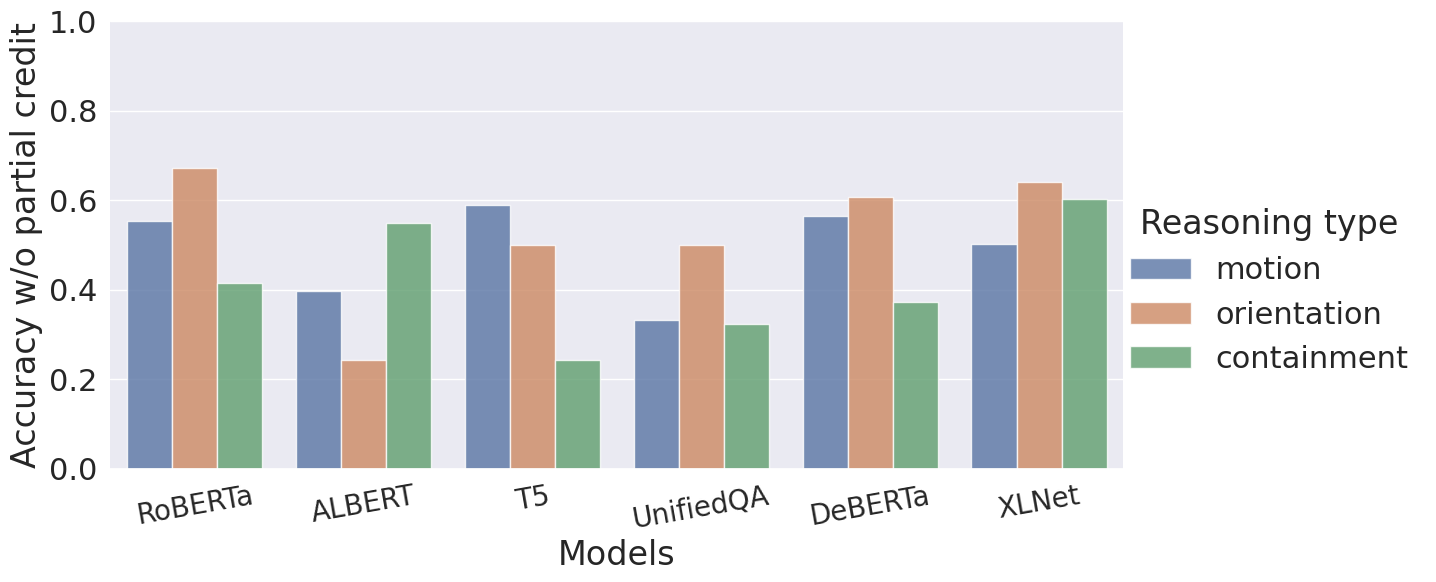 Accuracy w/o partial credit
1.0
0.8
0.6
0.4
0.2
0.0
RoBERTa
ALBERT
T5
UnifiedQA
DeBERTa
XLNet
Models
Reasoning type
motion
orientation
containment